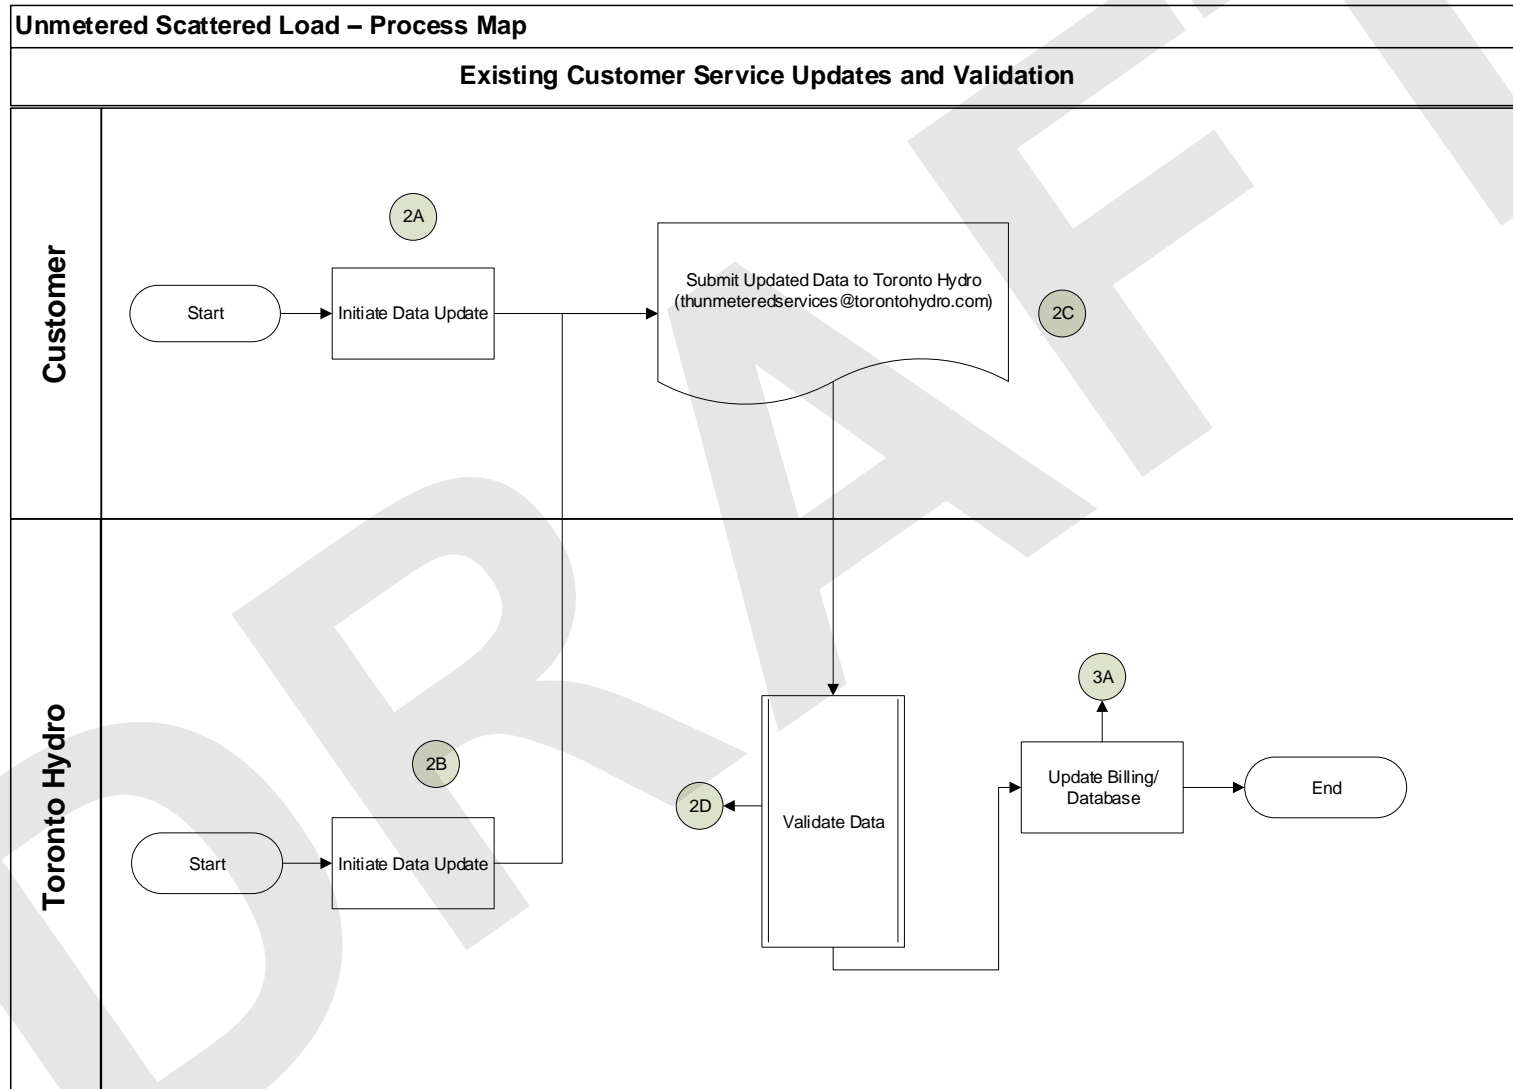 Unmetered Scattered Load – Process Map
Existing Customer Service Updates and Validation
Customer
2A
Start
Initiate Data Update
Submit Updated Data to Toronto Hydro
(thunmeteredservices@torontohydro.com)
2C
Toronto Hydro
2B
Start
Initiate Data Update
2D
Validate Data
3A
Update Billing/
Database
End
DRAFT